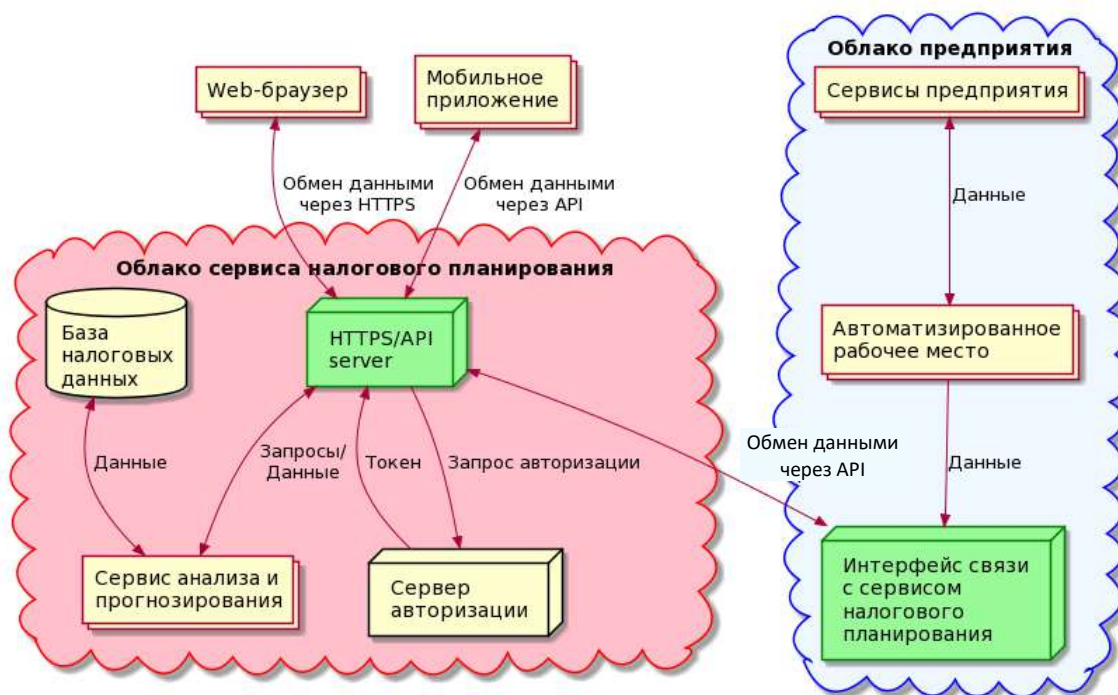 Облако предприятия
Web-браузер
Мобильное
приложение
Сервисы предприятия
Обмен данными
через HTTPS
Обмен данными
через API
Данные
Облако сервиса налогового планирования
База
налоговых
данных
HTTPS/API
server
Автоматизированное
рабочее место
Данные
Запросы/
Данные
Токен
Запрос авторизации
Обмен данными
через API
Данные
Сервис анализа и
прогнозирования
Сервер
авторизации
Интерфейс связи
с сервисом
налогового
планирования